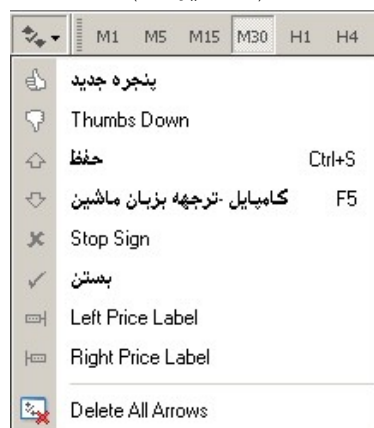 M1 M5 M15 M30 H1 H4
پنجره جدید
Thumbs Down
حفظ Ctrl+S
کامپایل -ترجهه بزبان ماشین F5
Stop Sign
بستن
Left Price Label
Right Price Label
Delete All Arrows